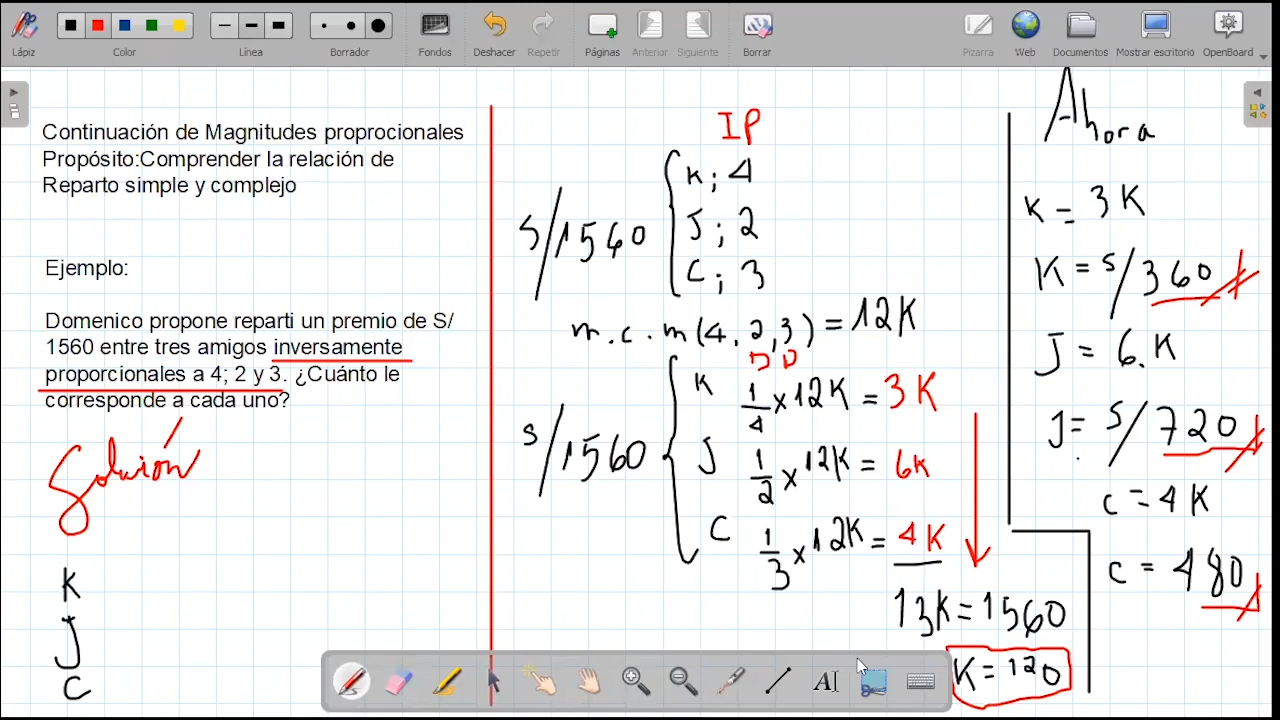 Lápiz
Color
Línea
Borrador
Fondos
Deshacer
Repetir
Páginas
Anterior
Siguiente
Borrar
Pizarra
Web
Documentos
Mostrar escritorio
OpenBoard
Continuación de Magnitudes proprocionales
Propósito:Comprender la relación de
Reparto simple y complejo
Ejemplo:
Domenico propone reparti un premio de S/
1560 entre tres amigos inversamente
proporcionales a 4; 2 y 3. ¿Cuánto le
corresponde a cada uno?
Solución
K
J
C
IP
S/1560
K; 4
J; 2
C; 3
m.c.m(4,2,3) = 12K
DP
S/1560
K 1/4 x 12K = 3K
J 1/2 x 12K = 6K
C 1/3 x 12K = 4K
13K = 1560
K = 120
Ahora
K = 3K
K = S/360
J = 6.K
J = S/720
C = 4K
C = 480
AI